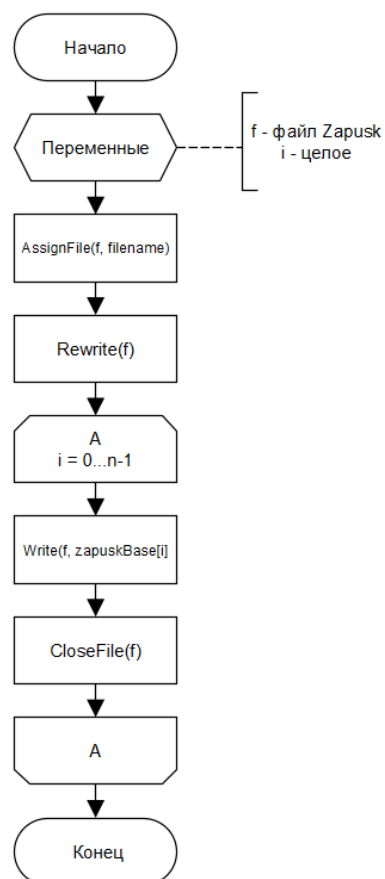 Начало
Переменные
f - файл Zapusk
i - целое
AssignFile(f, filename)
Rewrite(f)
A
i = 0...n-1
Write(f, zapuskBase[i]
CloseFile(f)
A
Конец